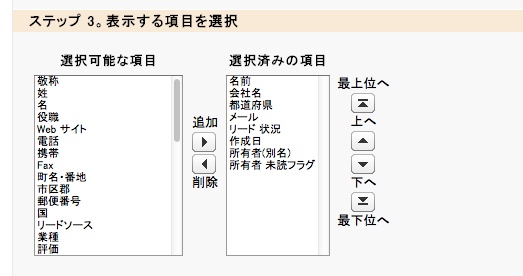 ステップ 3。表示する項目を選択
選択可能な項目
敬称
姓
名
役職
Web サイト
電話
携帯
Fax
町名・番地
市区郡
郵便番号
国
リードソース
業種
評価
追加
削除
選択済みの項目
名前
会社名
都道府県
メール
リード 状況
作成日
所有者(別名)
所有者 未読フラグ
最上位へ
上へ
下へ
最下位へ